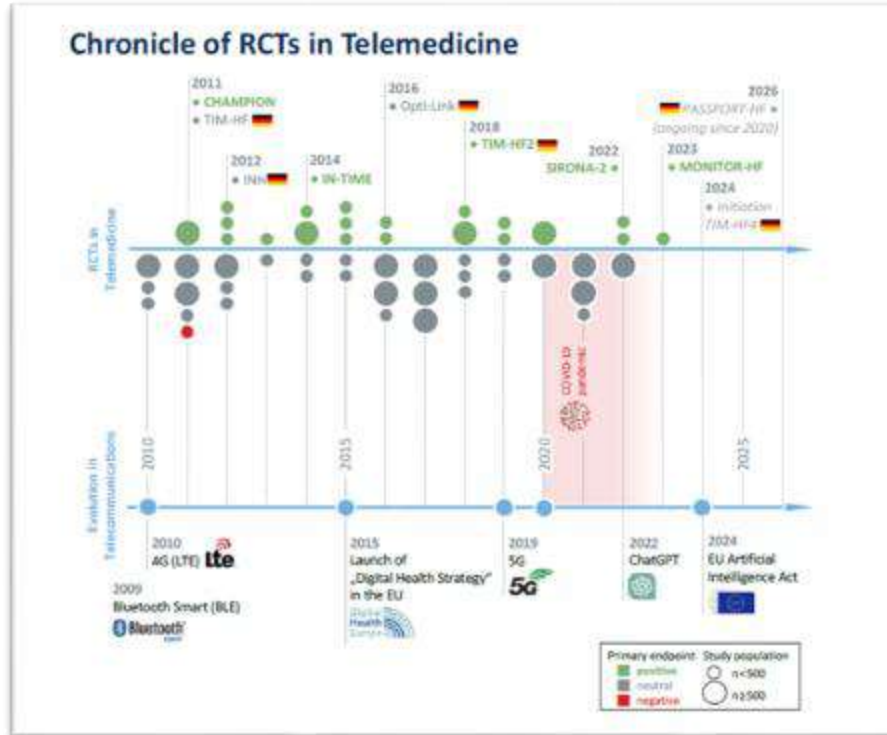 Chronicle of RCTs in Telemedicine
2011
CHAMPION
TIM-HF
2012
INH
2014
IN-TIME
2016
Opti-Link
2018
TIM-HF2
2022
SIRONA-2
2026
PASSPORT-HF
(ongoing since 2020)
2023
MONITOR-HF
2024
Initiation
TIM-HF4
RCTs in
Telemedicine
COVID-19
pandemic
2010
2015
2020
2025
Evolution in
Telecommunications
2010
AG (LTE) lte
2009
Bluetooth Smart (BLE)
Bluetooth
2015
Launch of
„Digital Health Strategy"
in the EU
Digital
Health
Europe
2019
5G
5G
2022
ChatGPT
2024
EU Artificial
Intelligence Act
Primary endpoint Study population
positive n<500
neutral n≥500
negative